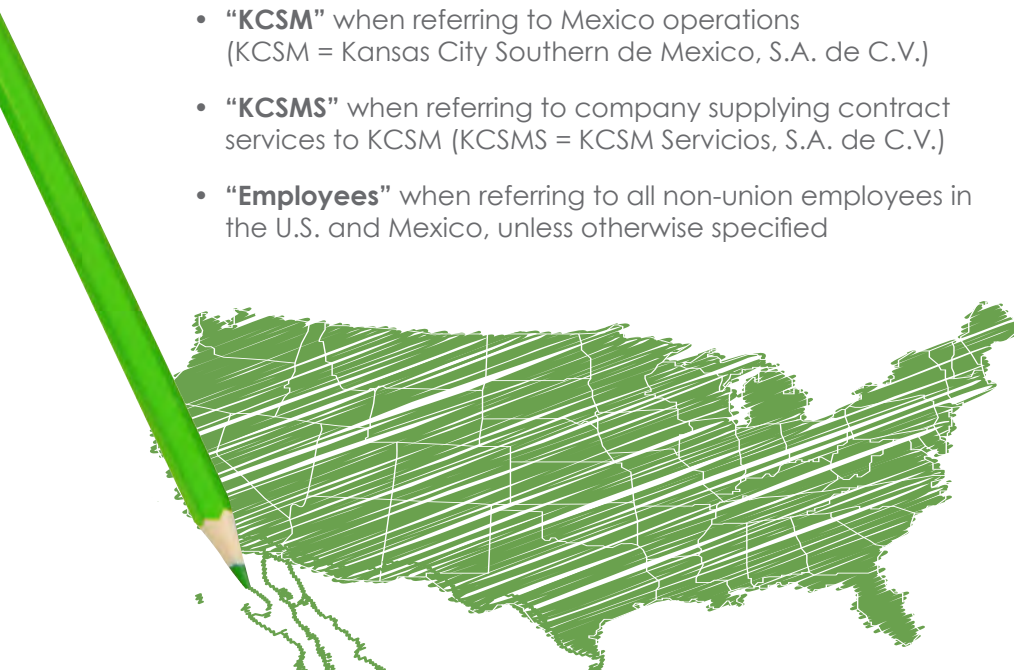 • “KCSM” when referring to Mexico operations
(KCSM = Kansas City Southern de Mexico, S.A. de C.V.)
• “KCSMS” when referring to company supplying contract
services to KCSM (KCSMS = KCSM Servicios, S.A. de C.V.)
• “Employees” when referring to all non-union employees in
the U.S. and Mexico, unless otherwise specified